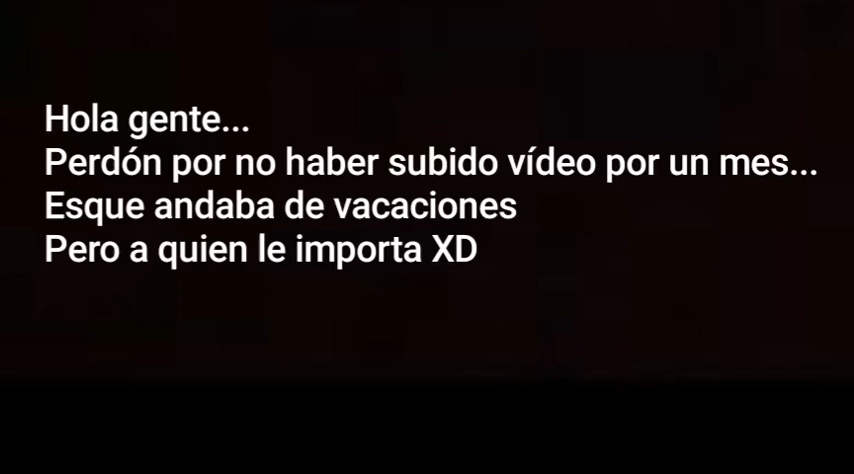 Hola gente...
Perdón por no haber subido vídeo por un mes...
Esque andaba de vacaciones
Pero a quien le importa XD